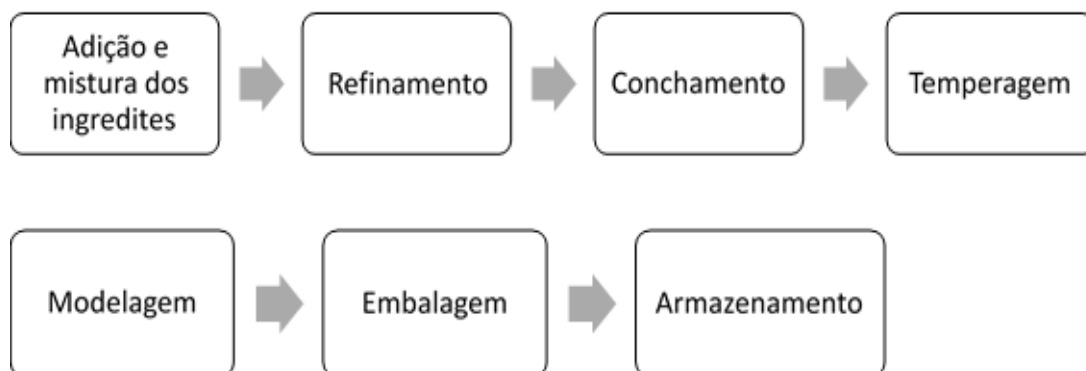 Adição e
mistura dos
ingredites
Refinamento
Conchamento
Temperagem
Modelagem
Embalagem
Armazenamento